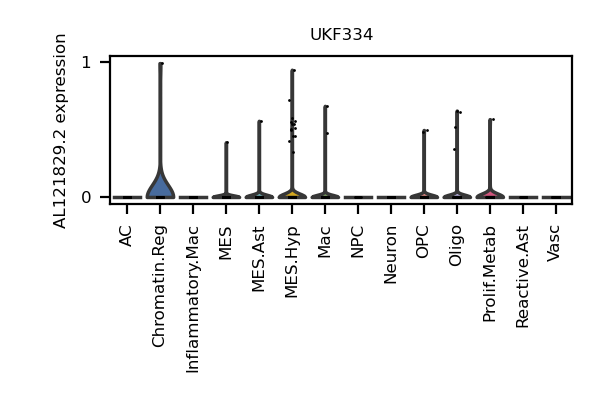 UKF334
AL121829.2 expression
1
0
AC
Chromatin.Reg
Inflammatory.Mac
MES
MES.Ast
MES.Hyp
Mac
NPC
Neuron
OPC
Oligo
Prolif.Metab
Reactive.Ast
Vasc